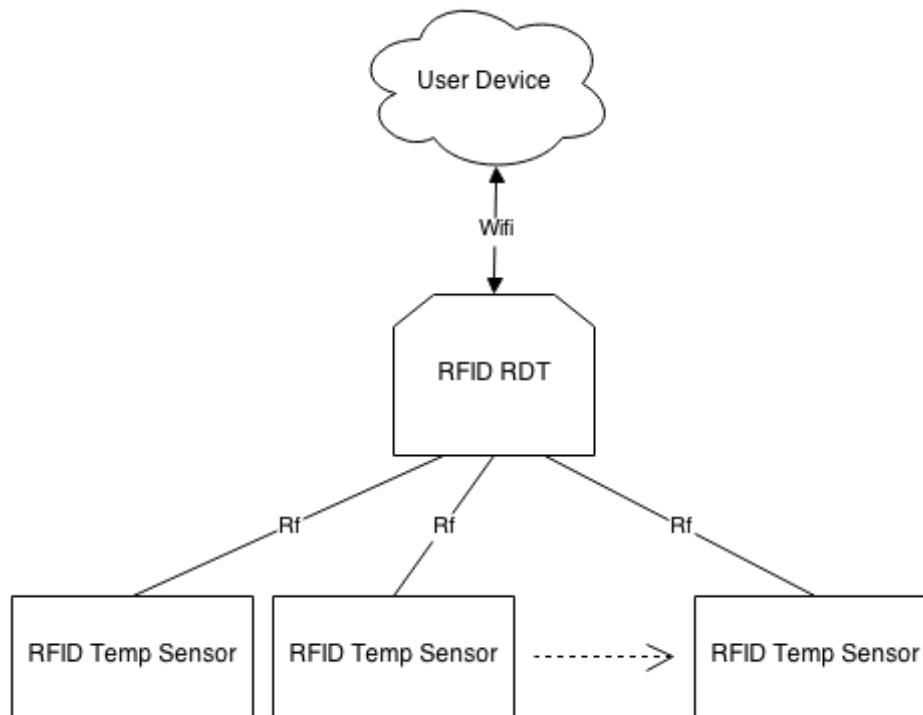 User Device
Wifi
RFID RDT
Rf
Rf
Rf
RFID Temp Sensor
RFID Temp Sensor
RFID Temp Sensor